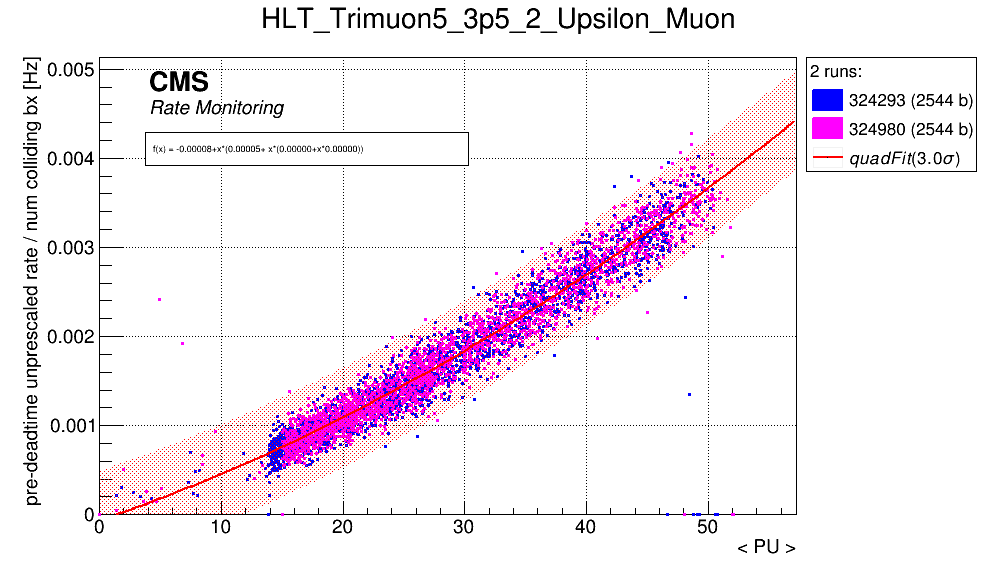 HLT_Trimuon5_3p5_2_Upsilon_Muon
pre-deadtime unprescaled rate / num colliding bx [Hz]
0.005
0.004
0.003
0.002
0.001
0
CMS
Rate Monitoring
f(x) = -0.00008+x*(0.00005+ x*(0.00000+x*0.00000))
2 runs:
324293 (2544 b)
324980 (2544 b)
quadFit(3.0σ)
0 10 20 30 40 50
< PU >